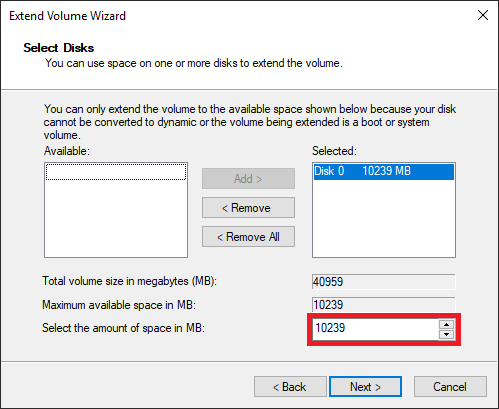 Extend Volume Wizard
Select Disks
You can use space on one or more disks to extend the volume.
You can only extend the volume to the available space shown below because your disk
cannot be converted to dynamic or the volume being extended is a boot or system
volume.
Available:
Selected:
Disk 0 10239 MB
Add >
< Remove
< Remove All
Total volume size in megabytes (MB): 40959
Maximum available space in MB: 10239
Select the amount of space in MB: 10239
< Back Next > Cancel